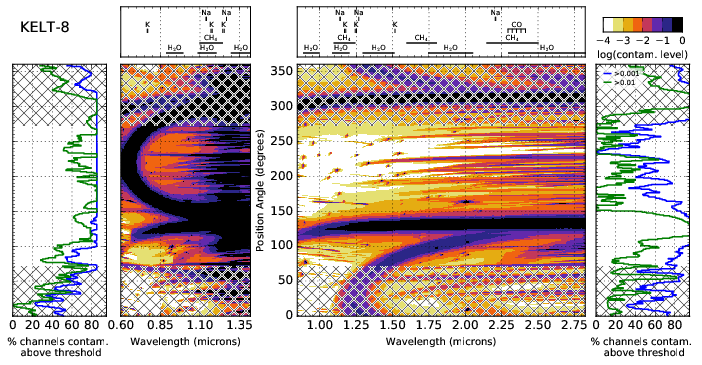 KELT-8
Na Na
K K K
CH₄
H₂O H₂O H₂O
Na Na Na
K K K K
CH₄ CH₄ CH₄
CO
H₂O H₂O H₂O H₂O H₂O
−4 −3 −2 −1 0
log(contam. level)
>0.001
>0.01
350
300
250
200
150
100
50
0
Position Angle (degrees)
0 20 40 60 80
% channels contam.
above threshold
0.60 0.85 1.10 1.35
Wavelength (microns)
1.00 1.25 1.50 1.75 2.00 2.25 2.50 2.75
Wavelength (microns)
0 20 40 60 80
% channels contam.
above threshold